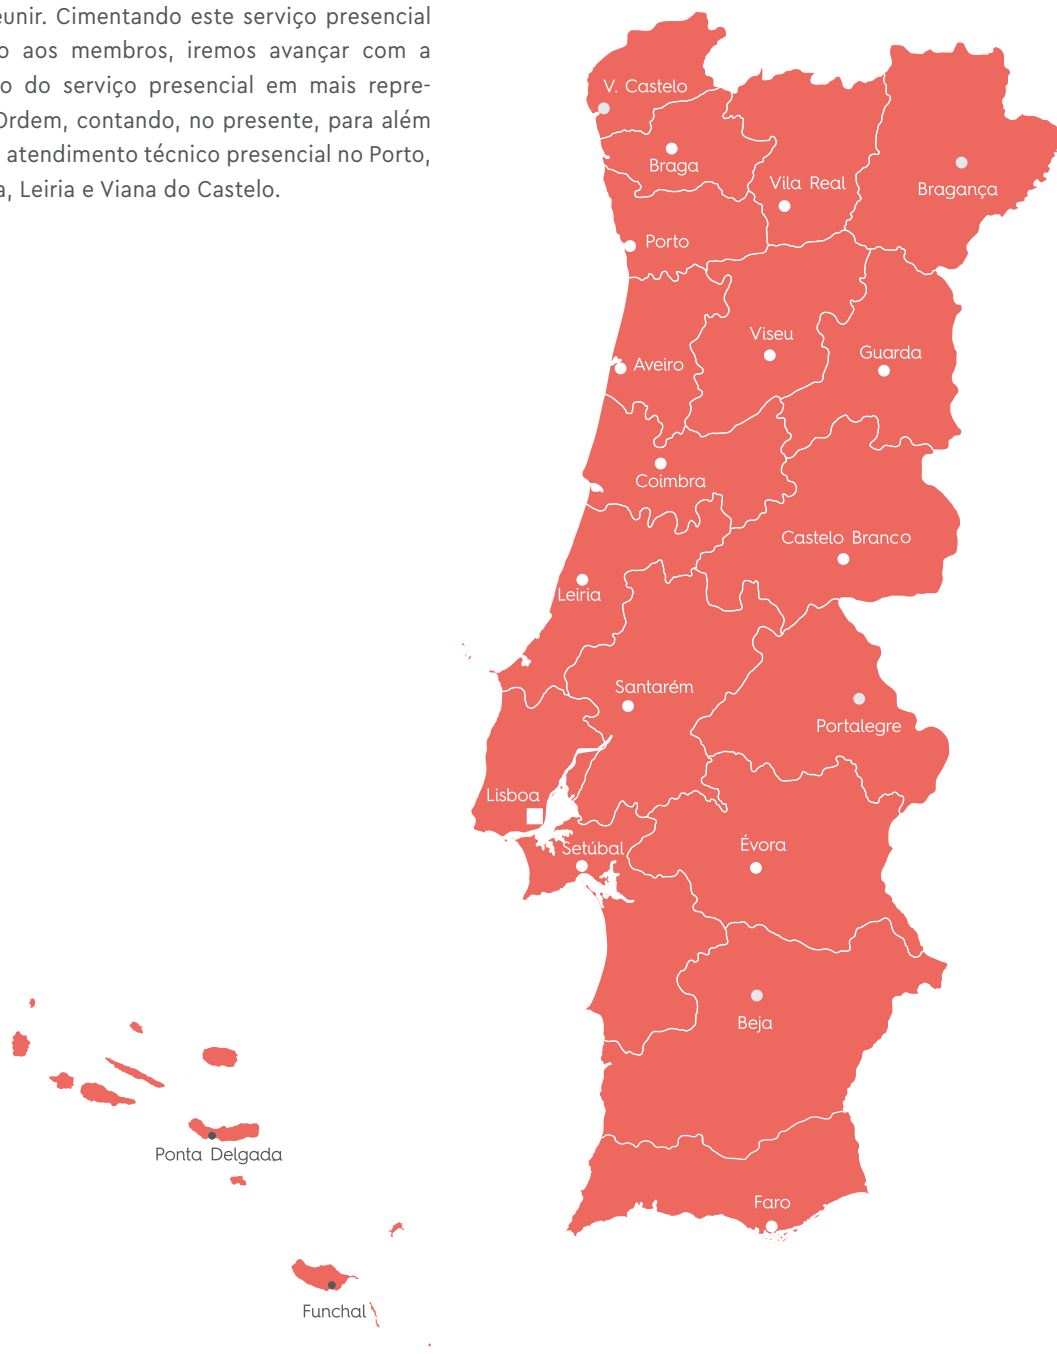 eunir. Cimentando este serviço presencial
o aos membros, iremos avançar com a
o do serviço presencial em mais repre-
Ordem, contando, no presente, para além
atendimento técnico presencial no Porto,
a, Leiria e Viana do Castelo.
V. Castelo
Braga
Vila Real
Bragança
Porto
Viseu
Guarda
Aveiro
Coimbra
Castelo Branco
Leiria
Santarém
Portalegre
Lisboa
Setúbal
Évora
Beja
Ponta Delgada
Faro
Funchal